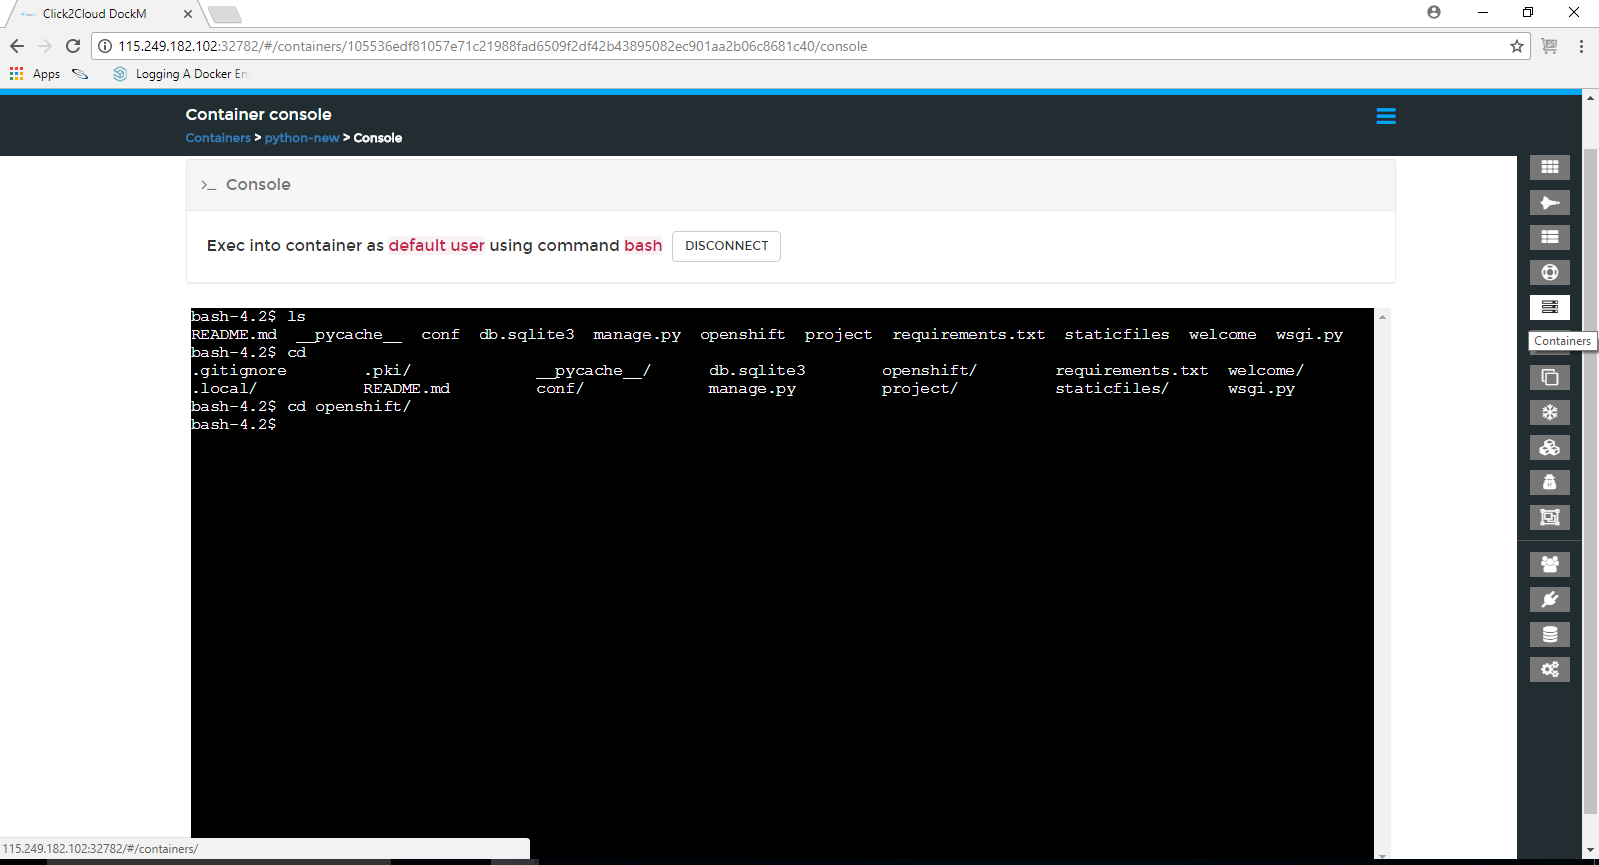 Click2Cloud DockM
115.249.182.102:32782/#/containers/105536edf81057e71c21988fad6509f2df42b43895082ec901aa2b06c8681c40/console
Apps
Logging A Docker En
Container console
Containers > python-new > Console
>_ Console
Exec into container as default user using command bash DISCONNECT
bash-4.2$ ls
README.md __pycache__ conf db.sqlite3 manage.py openshift project requirements.txt staticfiles welcome wsgi.py
bash-4.2$ cd
.gitignore .pki/ __pycache__/ db.sqlite3 openshift/ requirements.txt welcome/
.local/ README.md conf/ manage.py project/ staticfiles/ wsgi.py
bash-4.2$ cd openshift/
bash-4.2$
Containers
115.249.182.102:32782/#/containers/